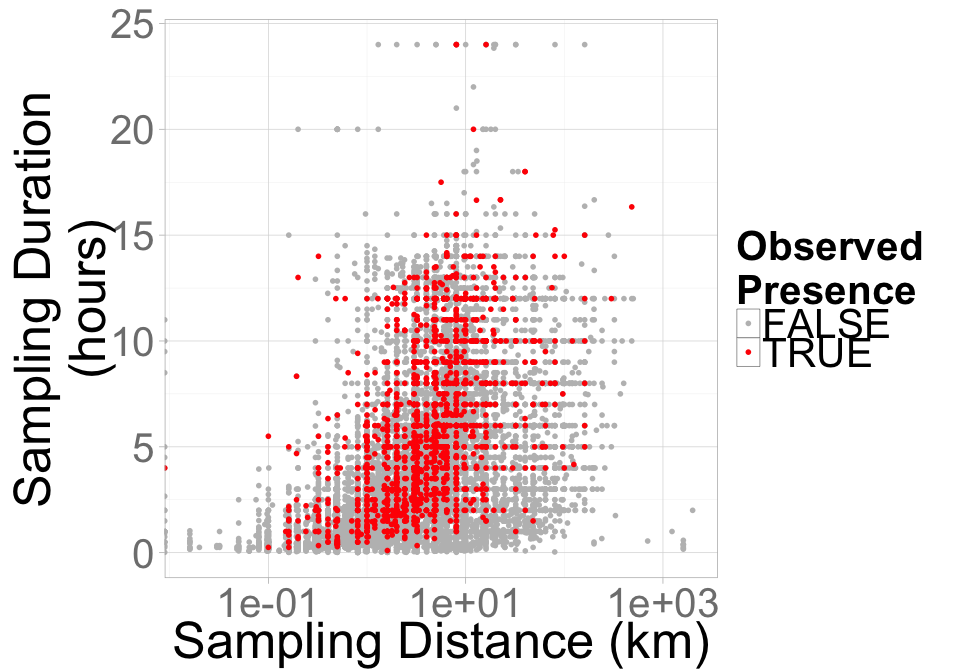 25
20
15
10
5
0
Sampling Duration
(hours)
1e-01
1e+01
1e+03
Sampling Distance (km)
Observed
Presence
FALSE
TRUE